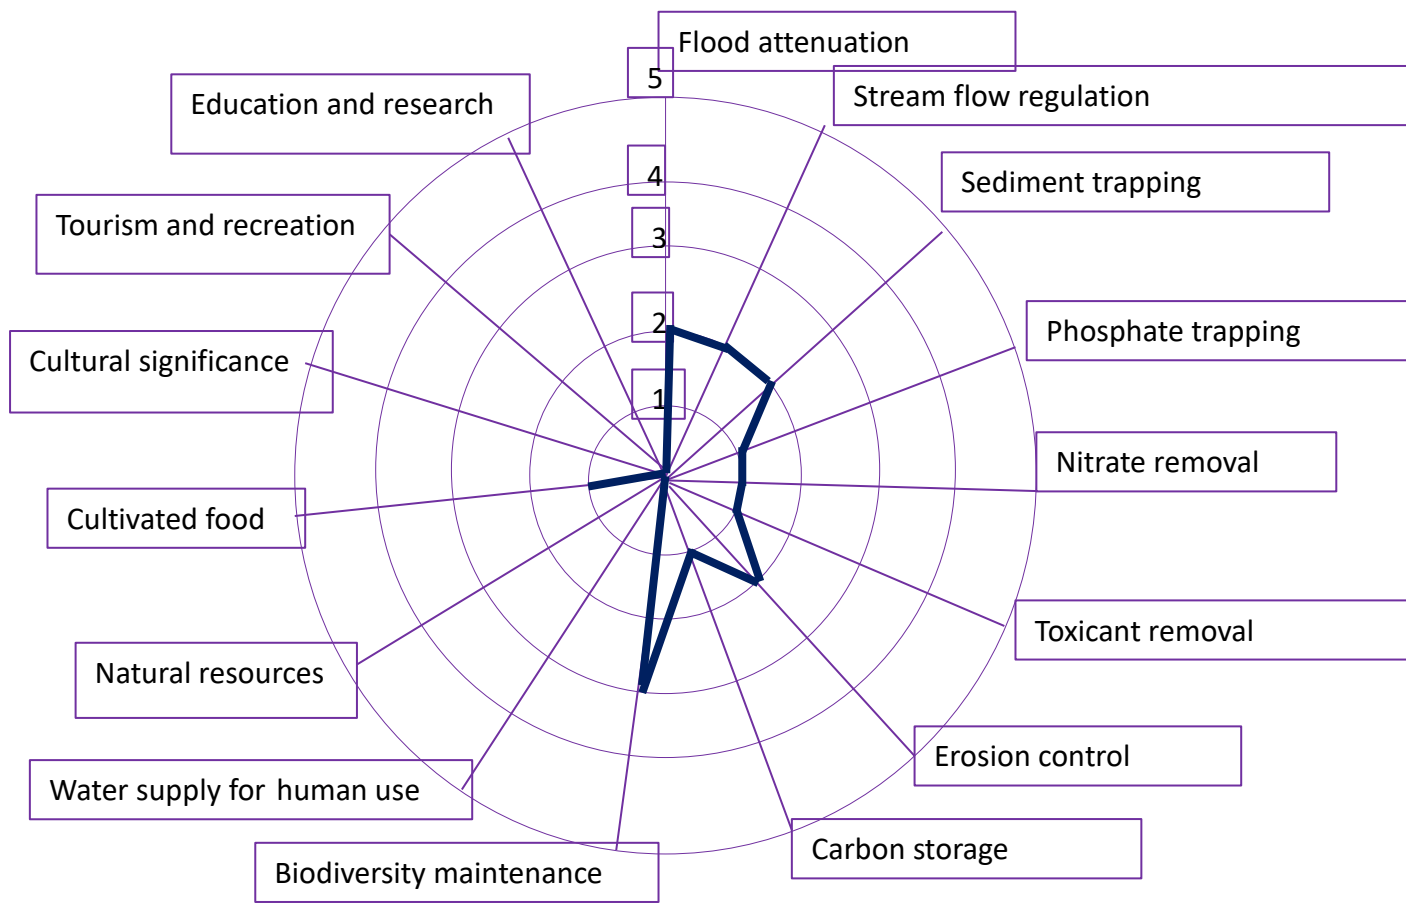 Flood attenuation
5
Stream flow regulation
Education and research
4
Sediment trapping
Tourism and recreation
3
2
Phosphate trapping
Cultural significance
1
Nitrate removal
Cultivated food
Toxicant removal
Natural resources
Erosion control
Water supply for human use
Carbon storage
Biodiversity maintenance